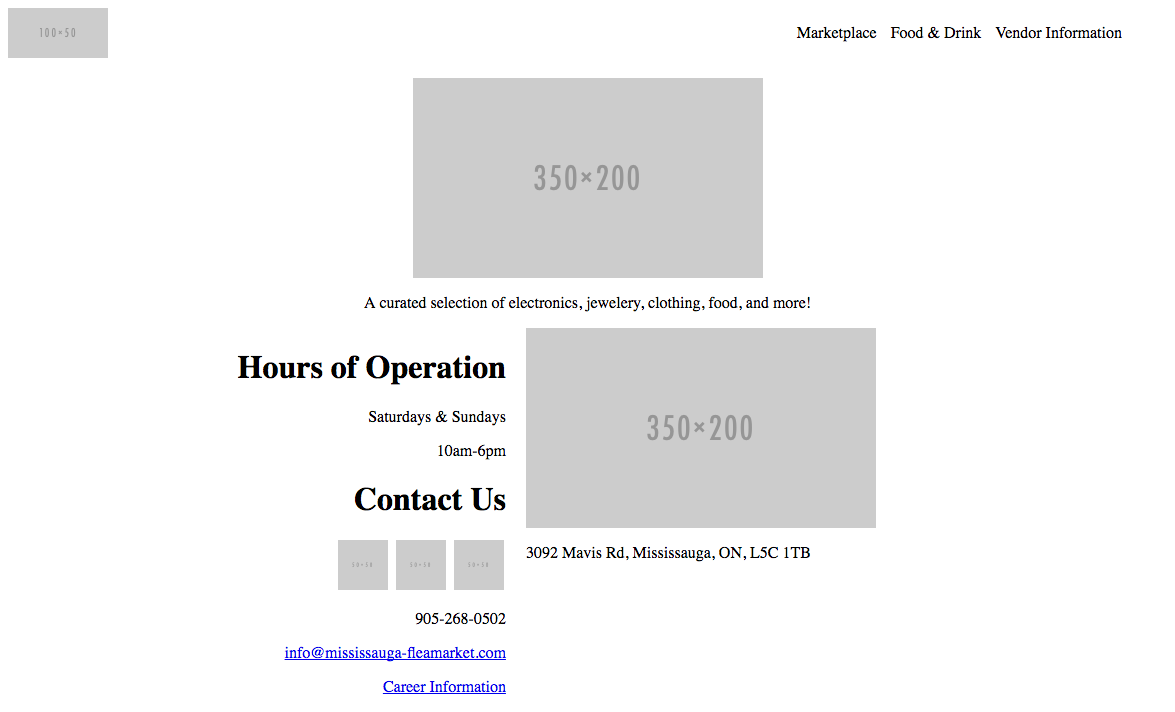 100×50
Marketplace Food & Drink Vendor Information
350×200
A curated selection of electronics, jewelery, clothing, food, and more!
Hours of Operation
Saturdays & Sundays
10am-6pm
Contact Us
50×50 50×50 50×50
905-268-0502
info@mississauga-fleamarket.com
Career Information
350×200
3092 Mavis Rd, Mississauga, ON, L5C 1TB